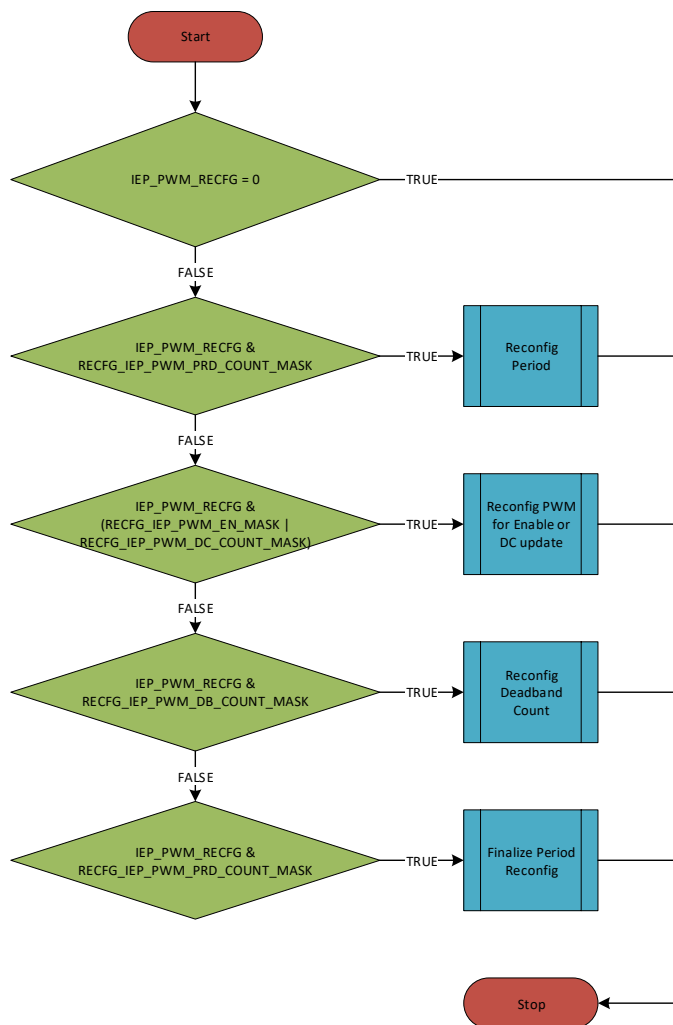 Start
IEP_PWM_RECFG = 0
TRUE
FALSE
IEP_PWM_RECFG &
RECFG_IEP_PWM_PRD_COUNT_MASK
TRUE
Reconfig
Period
FALSE
IEP_PWM_RECFG &
(RECFG_IEP_PWM_EN_MASK |
RECFG_IEP_PWM_DC_COUNT_MASK)
TRUE
Reconfig PWM
for Enable or
DC update
FALSE
IEP_PWM_RECFG &
RECFG_IEP_PWM_DB_COUNT_MASK
TRUE
Reconfig
Deadband
Count
FALSE
IEP_PWM_RECFG &
RECFG_IEP_PWM_PRD_COUNT_MASK
TRUE
Finalize Period
Reconfig
Stop